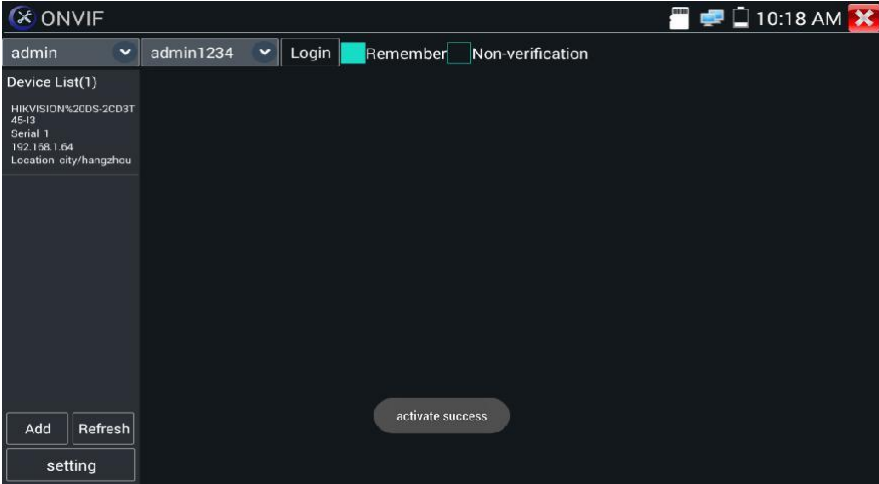 ONVIF
10:18 AM
admin
admin1234
Login
Remember
Non-verification
Device List(1)
HIKVISION%20DS-2CD3T
45-I3
Serial 1
192.168.1.64
Location city/hangzhou
activate success
Add
Refresh
setting